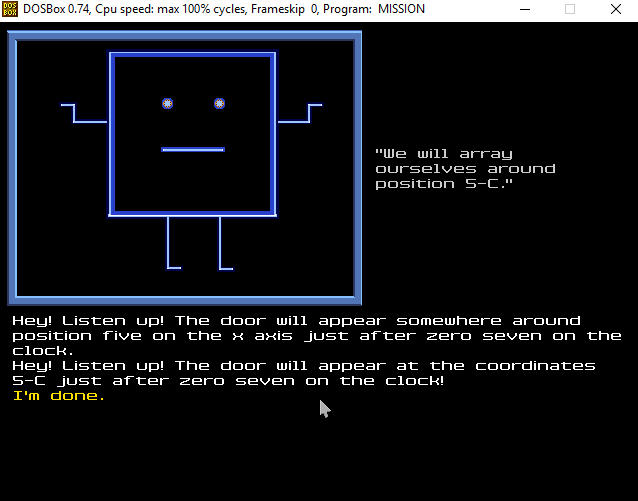 DOS
BOX
DOSBox 0.74, Cpu speed: max 100% cycles, Frameskip 0, Program: MISSION
"We will array
ourselves around
position 5-C."
Hey! Listen up! The door will appear somewhere around
position five on the x axis just after zero seven on the
clock.
Hey! Listen up! The door will appear at the coordinates
5-C just after zero seven on the clock!
I'm done.